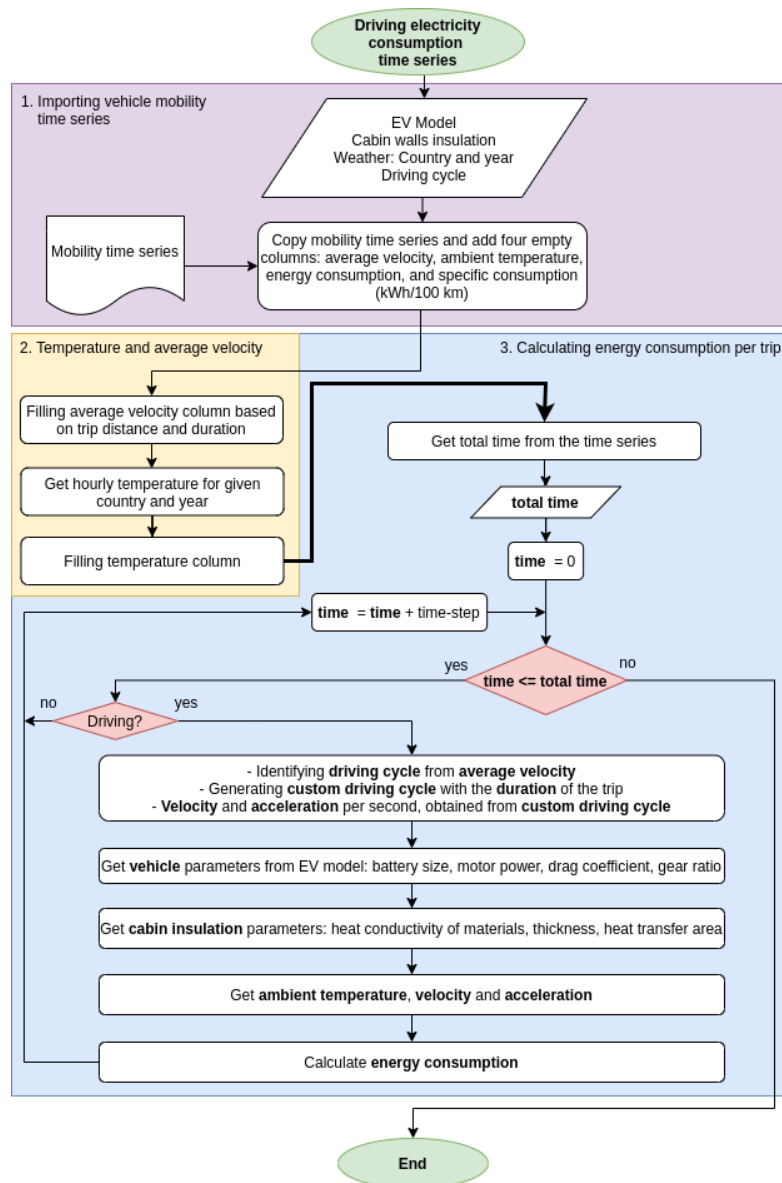 Driving electricity
consumption
time series
1. Importing vehicle mobility
time series
EV Model
Cabin walls insulation
Weather: Country and year
Driving cycle
Mobility time series
Copy mobility time series and add four empty
columns: average velocity, ambient temperature,
energy consumption, and specific consumption
(kWh/100 km)
2. Temperature and average velocity
3. Calculating energy consumption per trip
Filling average velocity column based
on trip distance and duration
Get total time from the time series
Get hourly temperature for given
country and year
total time
Filling temperature column
time = 0
time = time + time-step
yes
no
time <= total time
no
yes
Driving?
- Identifying driving cycle from average velocity
- Generating custom driving cycle with the duration of the trip
- Velocity and acceleration per second, obtained from custom driving cycle
Get vehicle parameters from EV model: battery size, motor power, drag coefficient, gear ratio
Get cabin insulation parameters: heat conductivity of materials, thickness, heat transfer area
Get ambient temperature, velocity and acceleration
Calculate energy consumption
End